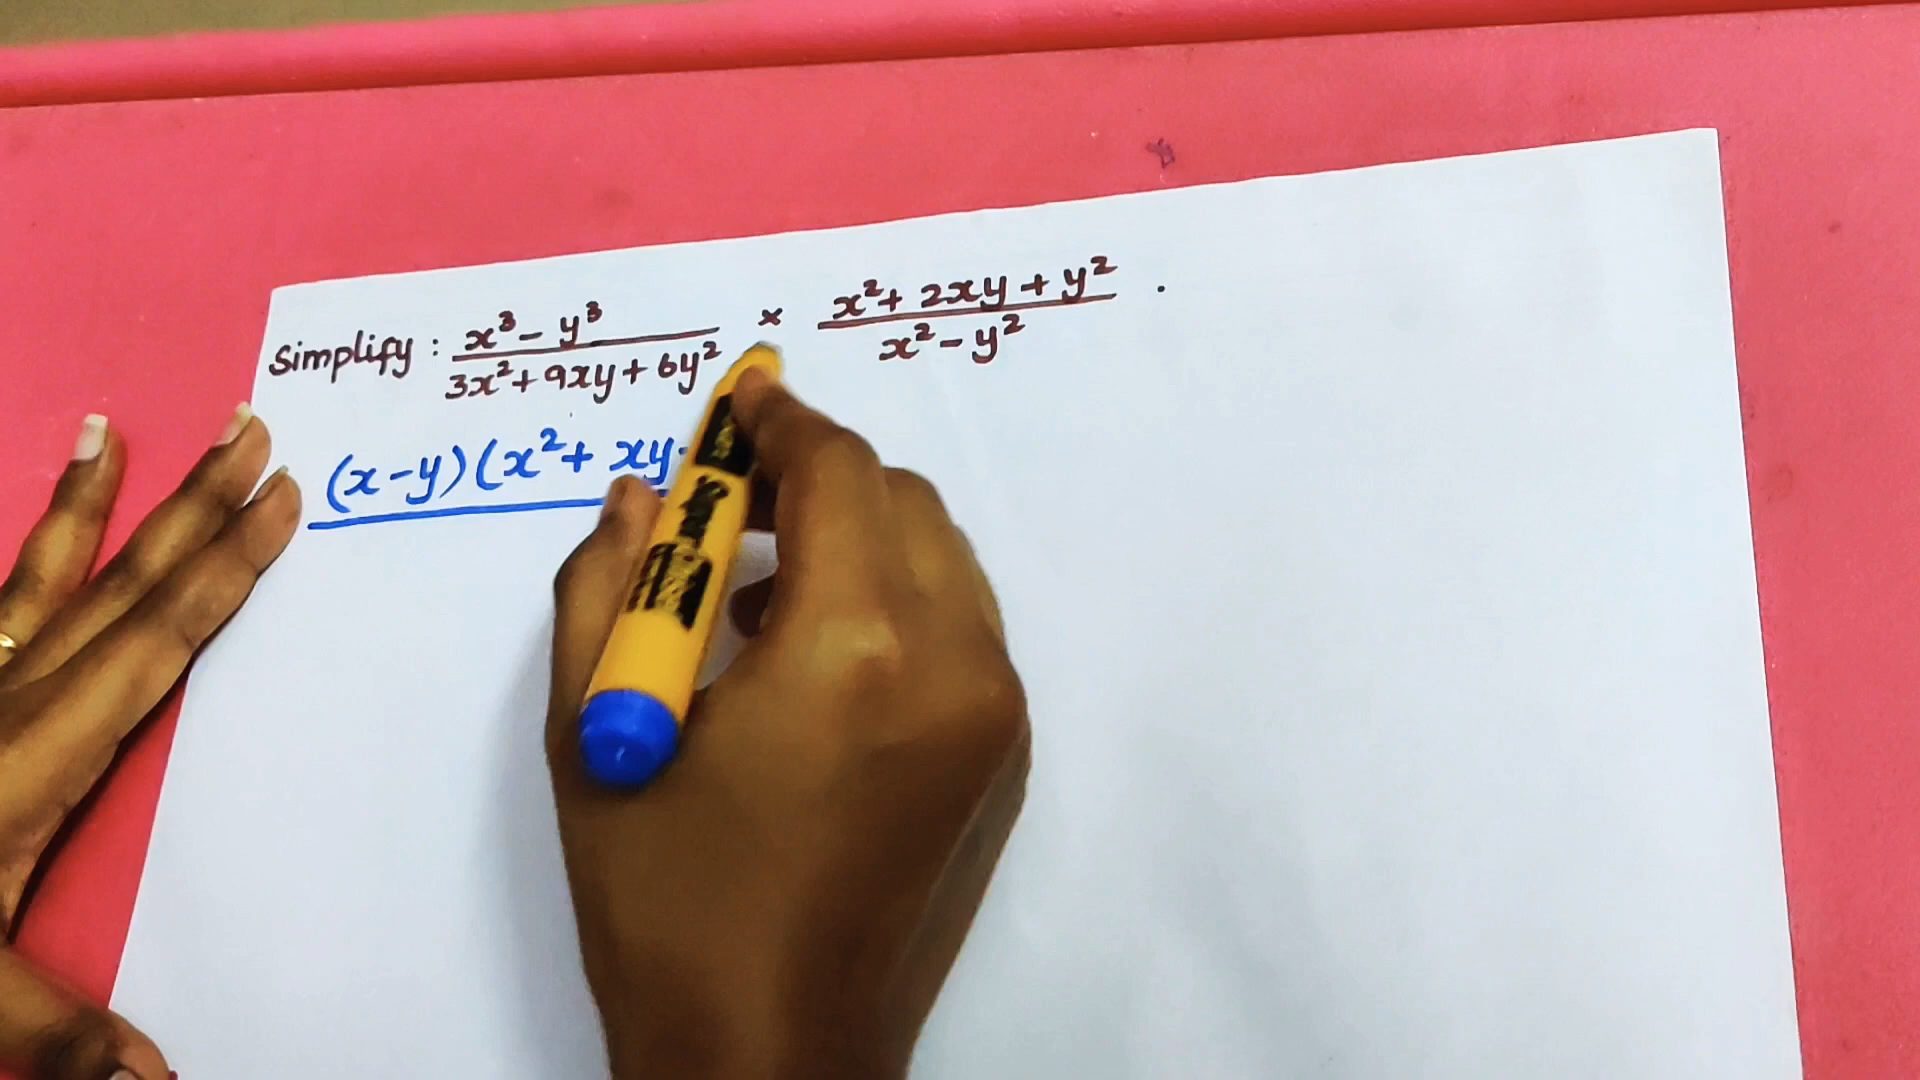 Simplify : x³ - y³ / 3x² + 9xy + 6y² × x² + 2xy + y² / x² - y² .
(x - y) (x² + xy